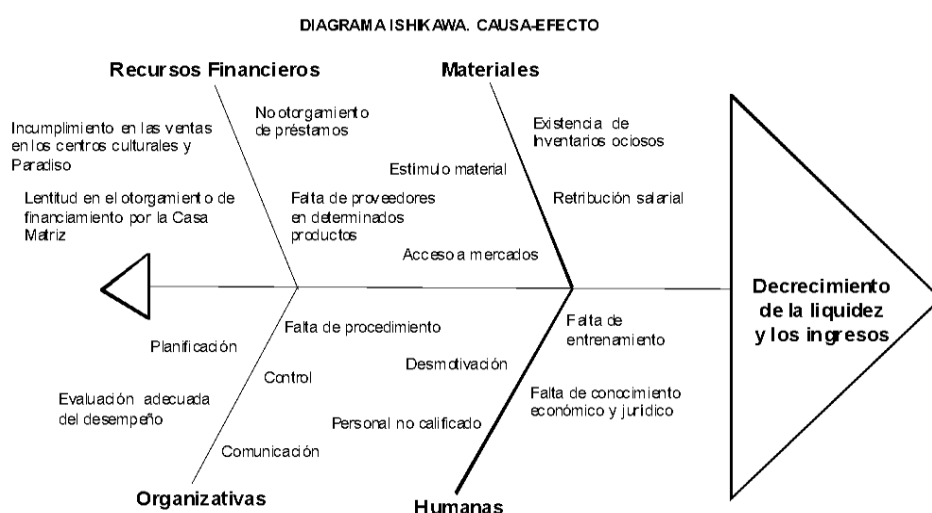 DIAGRAMA ISHIKAWA. CAUSA-EFECTO
Recursos Financieros
Materiales
Incumplimiento en las ventas
en los centros culturales y
Paradiso
No otorgamiento
de préstamos
Lentitud en el otorgamiento de
financiamiento por la Casa
Matriz
Falta de proveedores
en determinados
productos
Existencia de
Inventarios ociosos
Estimulo material
Retribución salarial
Acceso a mercados
Decrecimiento
de la liquidez
y los ingresos
Planificación
Falta de procedimiento
Evaluación adecuada
del desempeño
Control
Comunicación
Organizativas
Falta de
entrenamiento
Desmotivación
Falta de conocimiento
económico y jurídico
Personal no calificado
Humanas